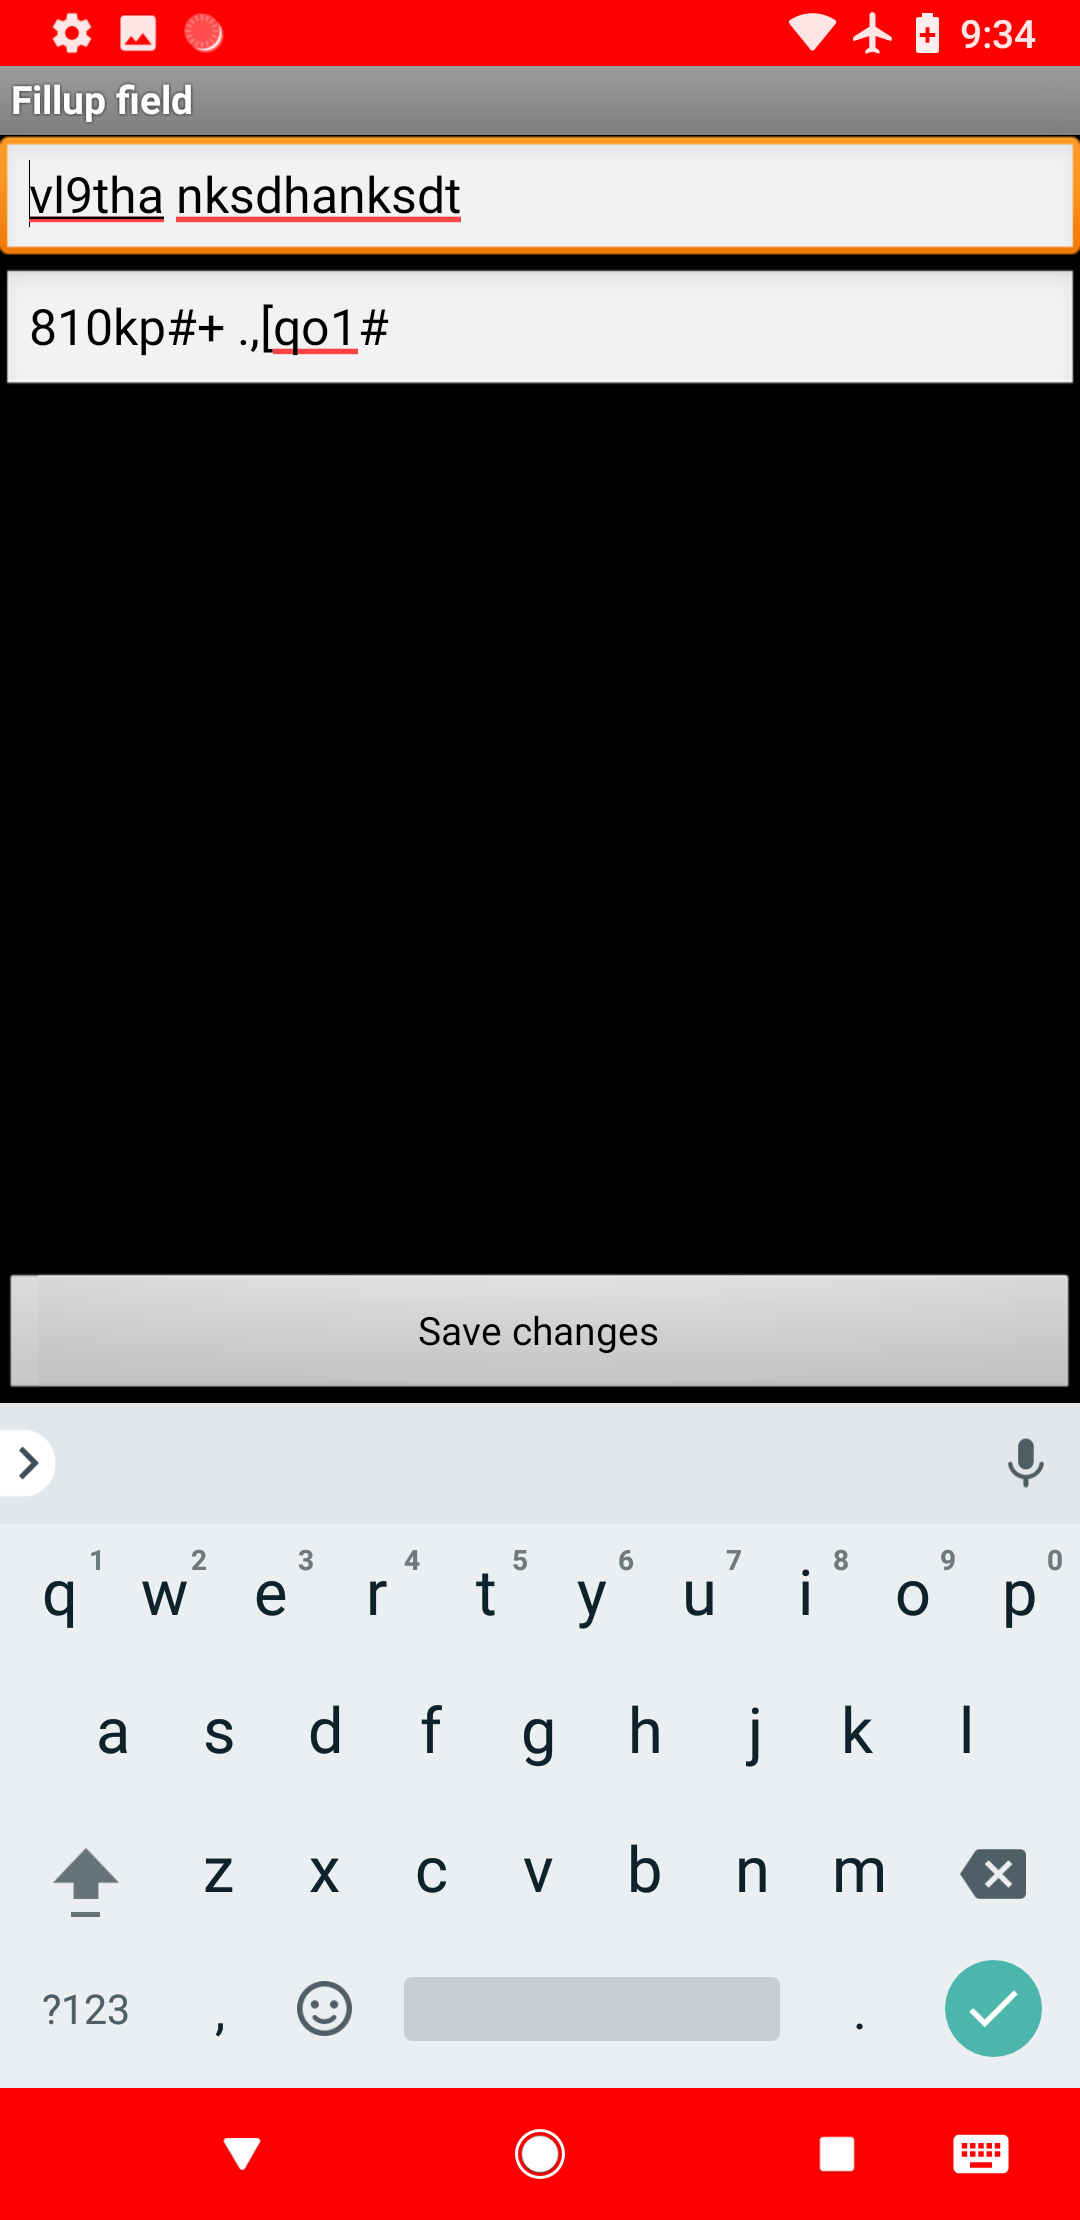 9:34
Fillup field
vl9tha nksdhanksdt
810kp#+ .,[qo1#
Save changes
1 2 3 4 5 6 7 8 9 0
q w e r t y u i o p
a s d f g h j k l
z x c v b n m
?123 , .